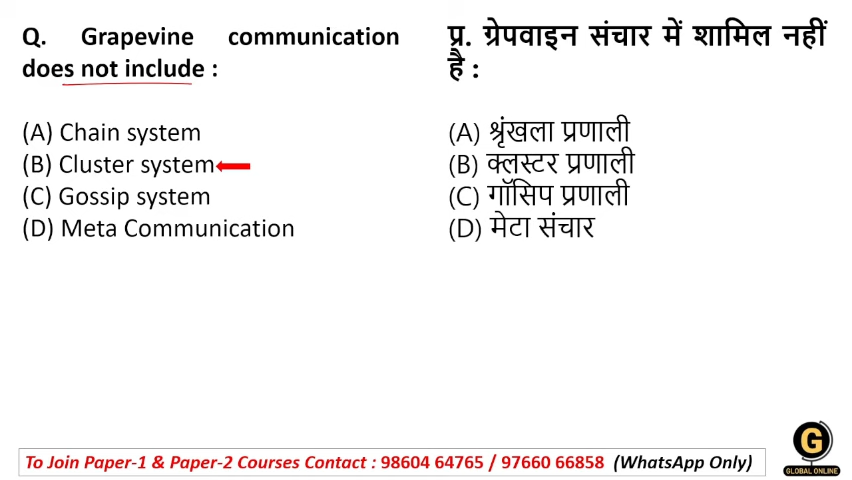 Q. Grapevine communication
does not include :
(A) Chain system
(B) Cluster system
(C) Gossip system
(D) Meta Communication
प्र. ग्रेपवाइन संचार में शामिल नहीं
है :
(A) श्रृंखला प्रणाली
(B) क्लस्टर प्रणाली
(C) गॉसिप प्रणाली
(D) मेटा संचार
To Join Paper-1 & Paper-2 Courses Contact : 98604 64765 / 97660 66858 (WhatsApp Only)
G
GLOBAL ONLINE